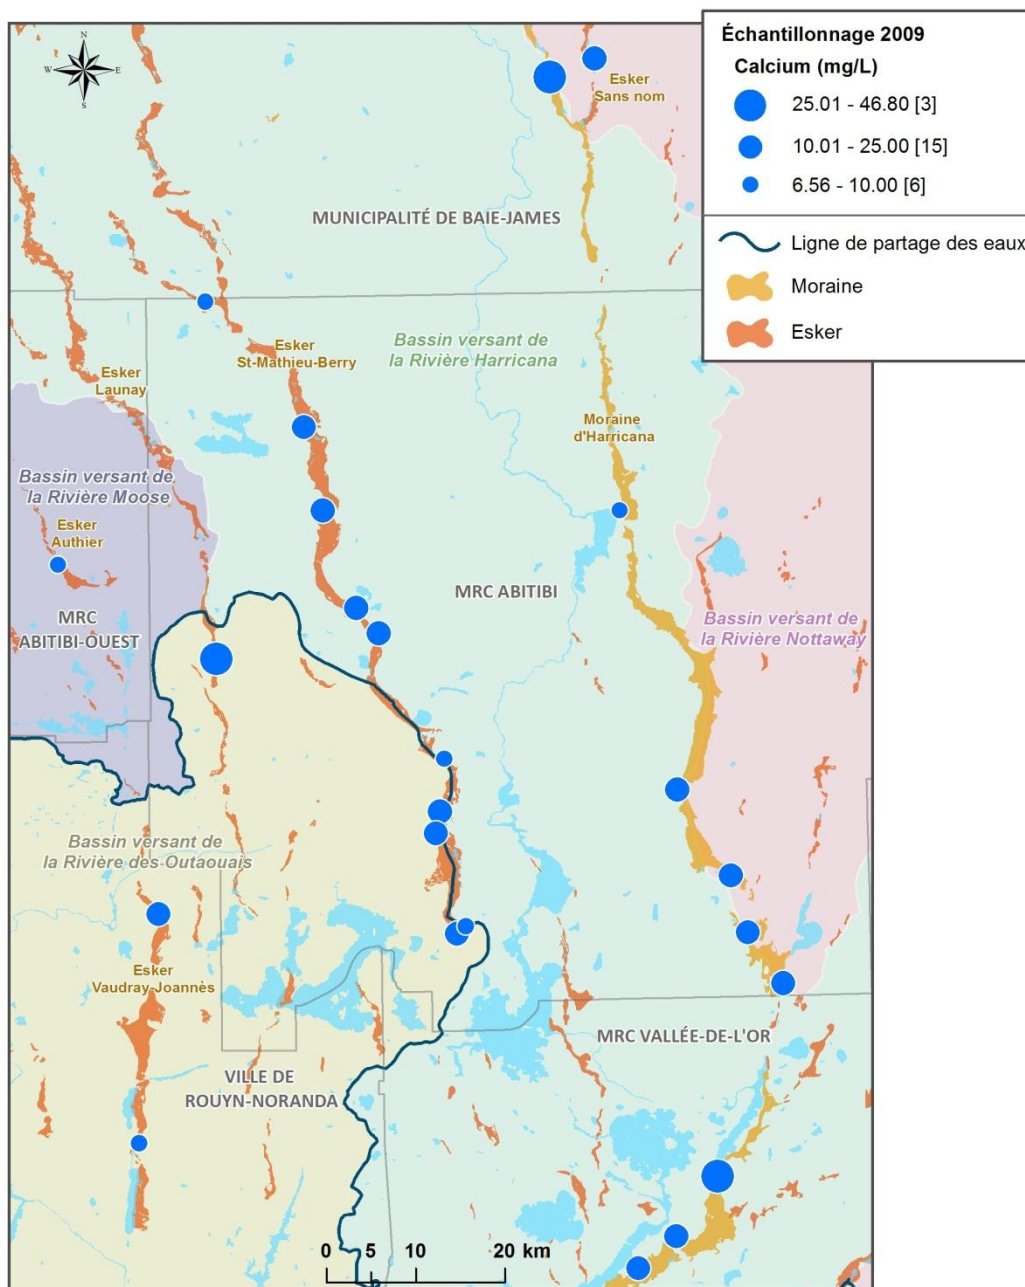 N
W
E
S
Échantillonnage 2009
Calcium (mg/L)
25.01 - 46.80 [3]
10.01 - 25.00 [15]
6.56 - 10.00 [6]
Ligne de partage des eaux
Moraine
Esker
Esker
Sans nom
MUNICIPALITÉ DE BAIE-JAMES
Bassin versant de
la Rivière Harricana
Esker
St-Mathieu-Berry
Esker
Launay
Moraine
d'Harricana
Bassin versant de
la Rivière Moose
Esker
Authier
MRC ABITIBI
MRC
ABITIBI-OUEST
Bassin versant de
la Rivière Nottaway
Bassin versant de
la Rivière des Outaouais
Esker
Vaudray-Joannès
MRC VALLÉE-DE-L'OR
VILLE DE
ROUYN-NORANDA
0 5 10 20 km